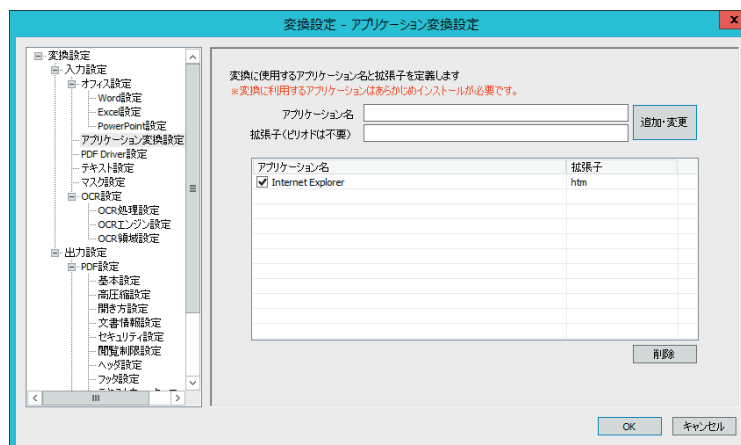 変換設定 - アプリケーション変換設定
x
変換設定
入力設定
オフィス設定
Word設定
Excel設定
PowerPoint設定
アプリケーション変換設定
PDF Driver設定
テキスト設定
マスク設定
OCR設定
OCR処理設定
OCRエンジン設定
OCR領域設定
出力設定
PDF設定
基本設定
高圧縮設定
開き方設定
文書情報設定
セキュリティ設定
閲覧制限設定
ヘッダ設定
フッタ設定
変換に使用するアプリケーション名と拡張子を定義します
※変換に利用するアプリケーションはあらかじめインストールが必要です。
アプリケーション名
拡張子(ピリオドは不要)
追加・変更
アプリケーション名 拡張子
Internet Explorer htm
削除
OK キャンセル